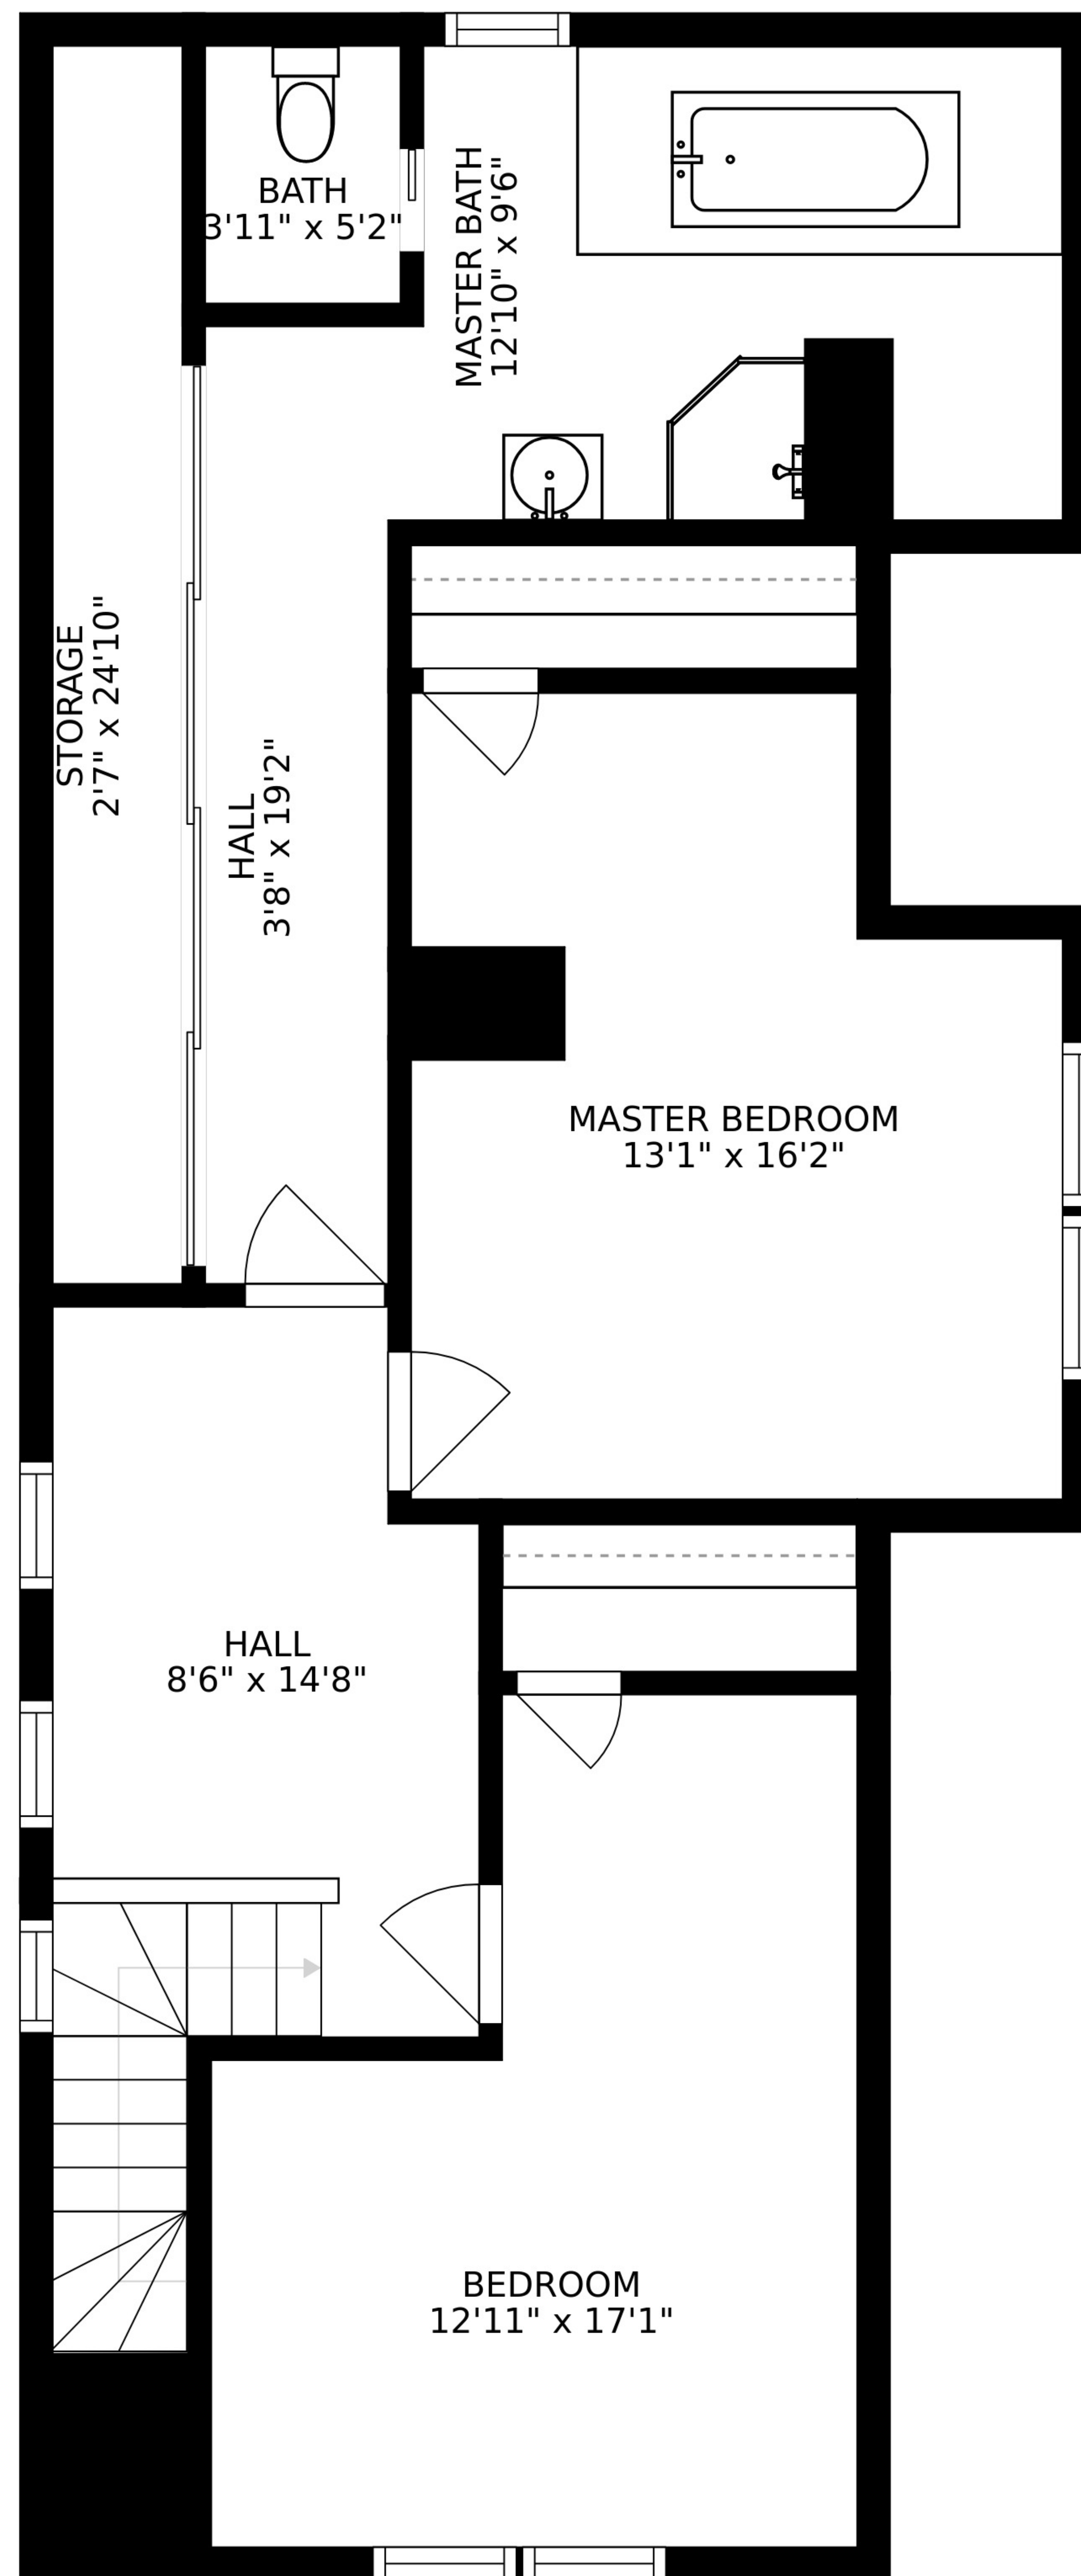 BATH
3'11" x 5'2"
MASTER BATH
12'10" x 9'6"
STORAGE
2'7" x 24'10"
HALL
3'8" x 19'2"
MASTER BEDROOM
13'1" x 16'2"
HALL
8'6" x 14'8"
BEDROOM
12'11" x 17'1"